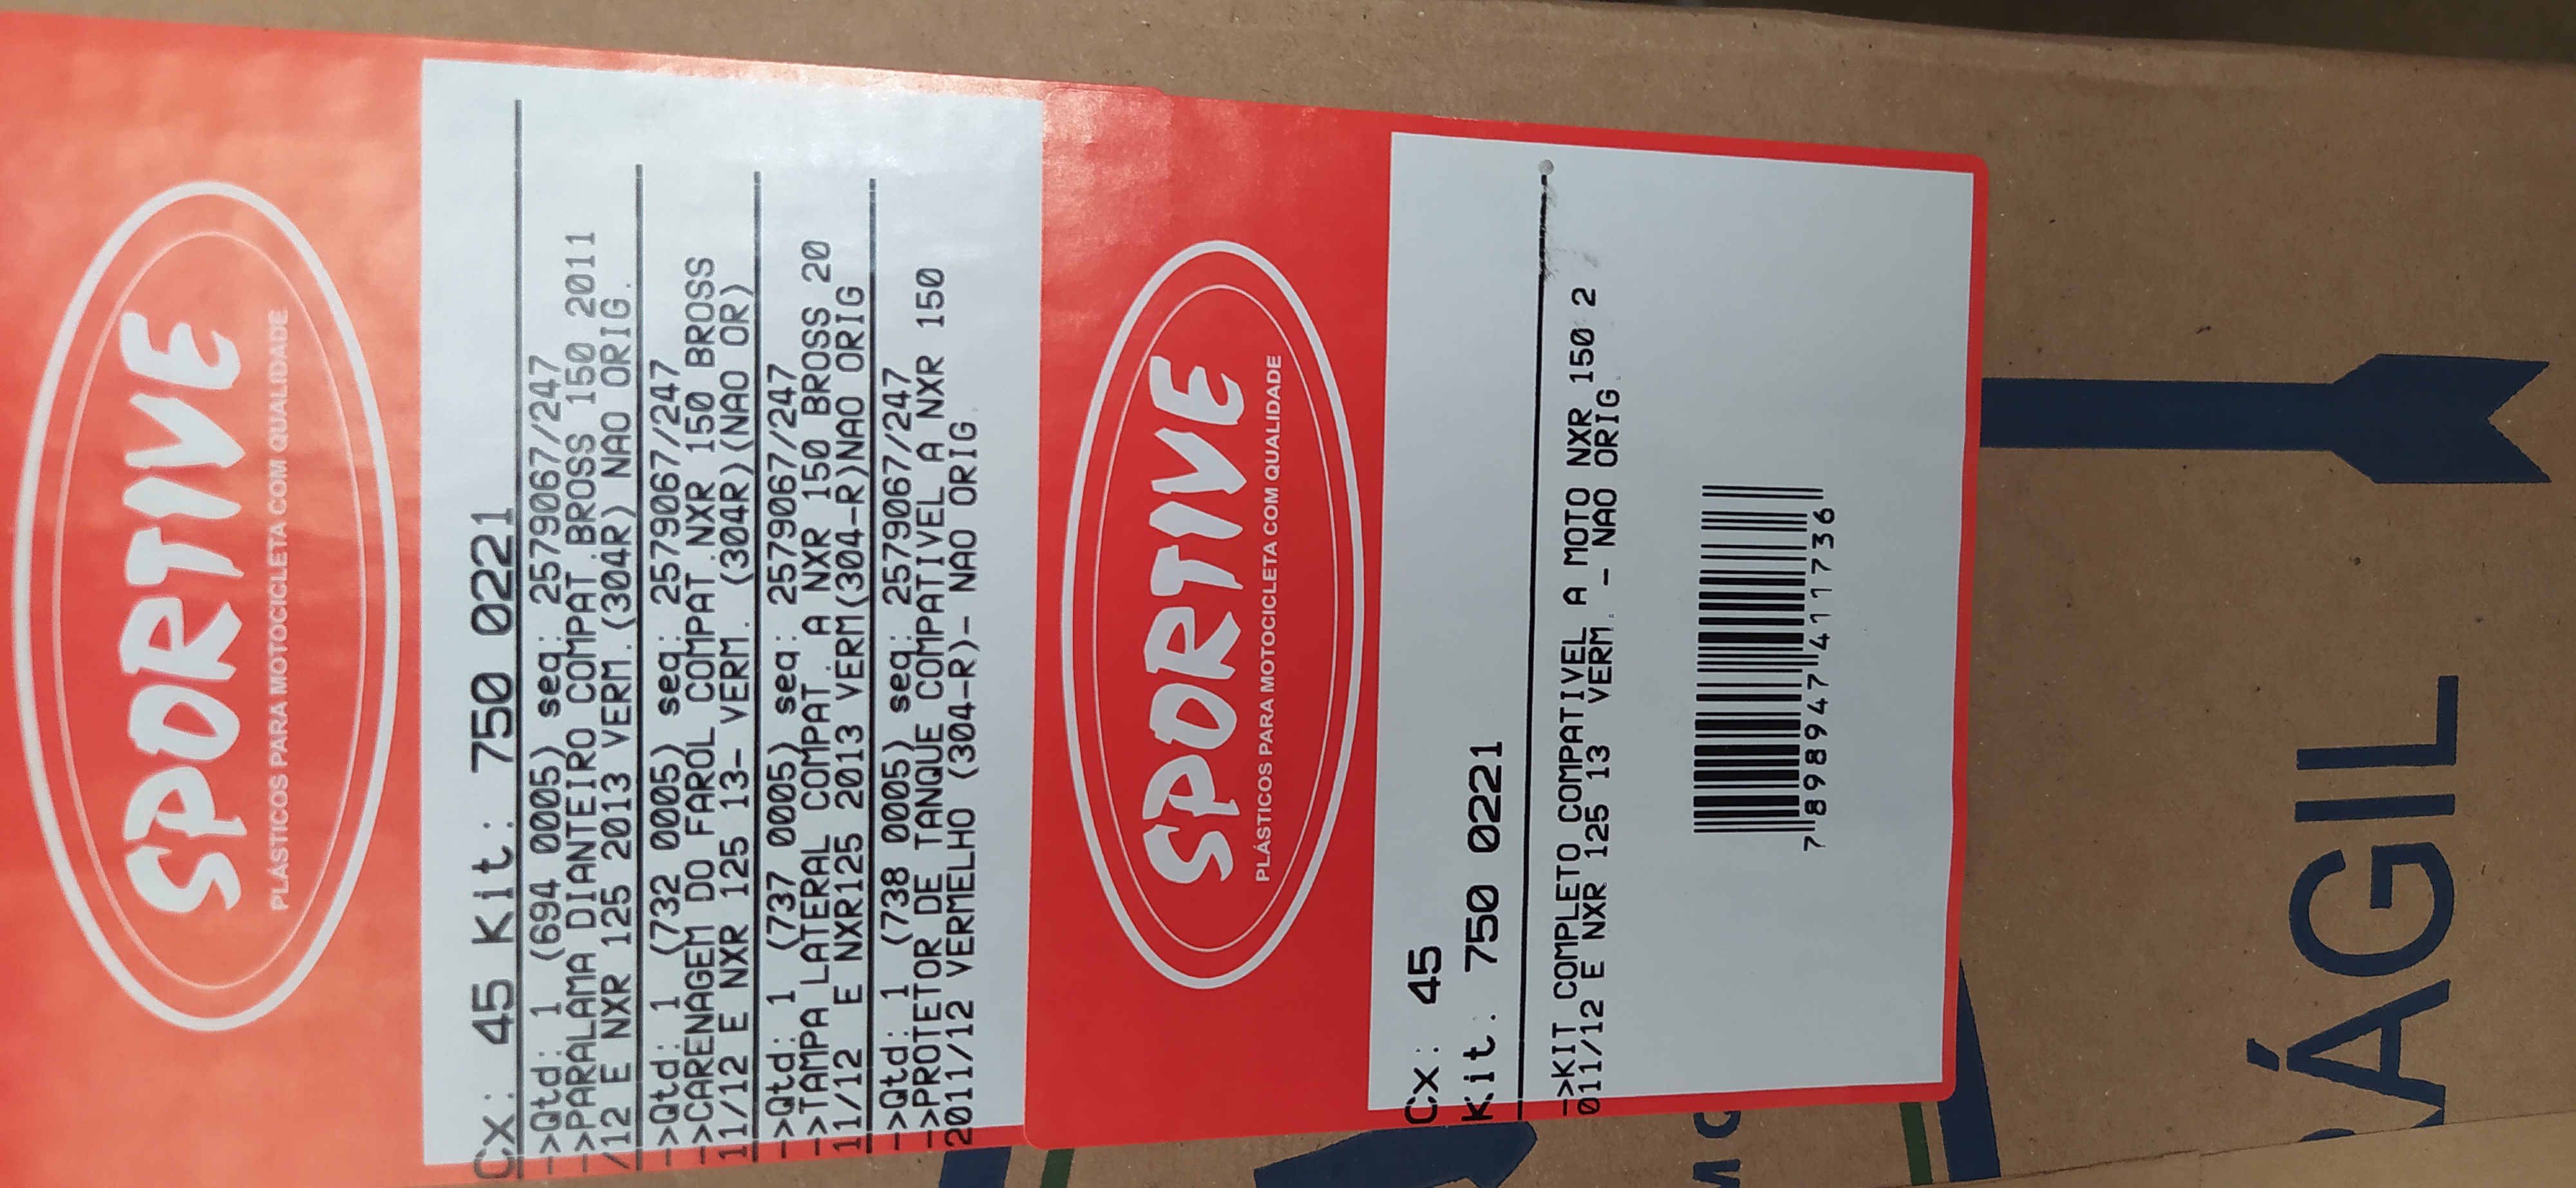 SPORTIVE
PLÁSTICOS PARA MOTOCICLETA COM QUALIDADE
Cx: 45 Kit: 750 0221
->Qtd: 1 (694 0005) seq: 2579067/247
->PARALAMA DIANTEIRO COMPAT.BROSS 150 2011
/12 E NXR 125 2013 VERM.(304R) NAO ORIG.
->Qtd: 1 (732 0005) seq: 2579067/247
->CARENAGEM DO FAROL COMPAT.NXR 150 BROSS
11/12 E NXR 125 13- VERM. (304R)(NAO OR)
->Qtd: 1 (737 0005) seq: 2579067/247
->TAMPA LATERAL COMPAT. A NXR 150 BROSS 20
11/12  E NXR125 2013 VERM(304-R)NAO ORIG
->Qtd: 1 (738 0005) seq: 2579067/247
->PROTETOR DE TANQUE COMPATIVEL A NXR 150
2011/12 VERMELHO (304-R)- NAO ORIG.
SPORTIVE
PLÁSTICOS PARA MOTOCICLETA COM QUALIDADE
Cx: 45
Kit: 750 0221
->KIT COMPLETO COMPATIVEL A MOTO NXR 150 2
011/12 E NXR 125 13  VERM. - NAO ORIG.
7 898947 411736
ÁGIL